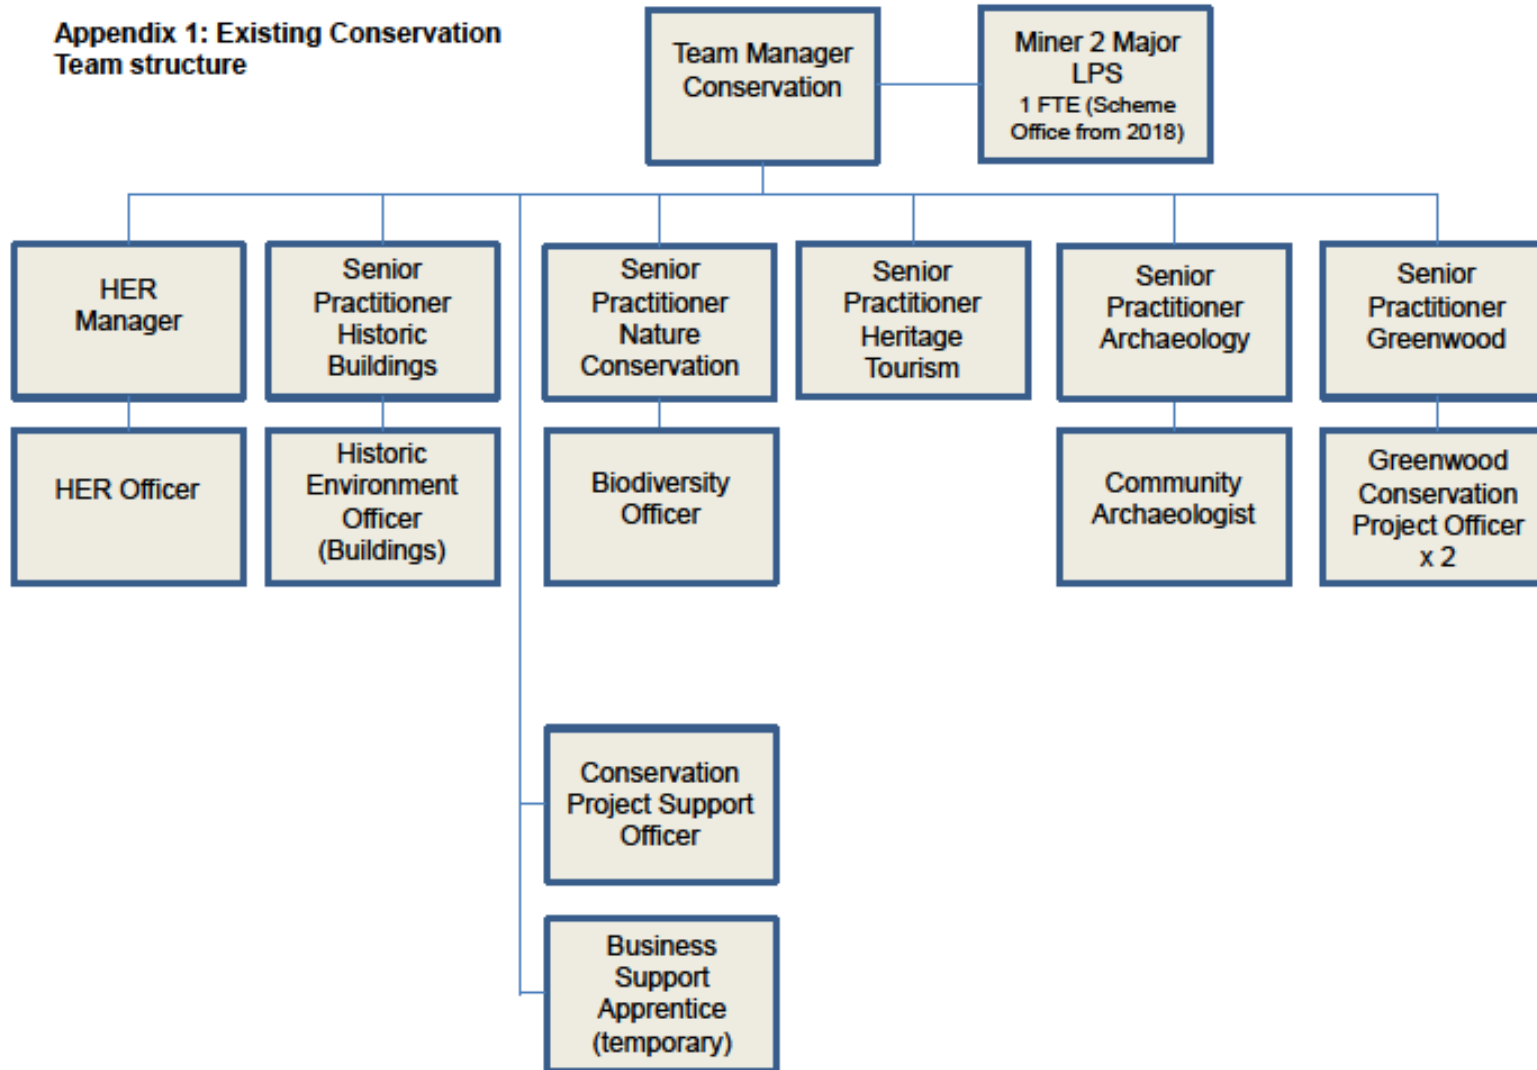 Appendix 1: Existing Conservation
Team structure
Team Manager
Conservation
Miner 2 Major
LPS
1 FTE (Scheme
Office from 2018)
HER
Manager
Senior
Practitioner
Historic
Buildings
Senior
Practitioner
Nature
Conservation
Senior
Practitioner
Heritage
Tourism
Senior
Practitioner
Archaeology
Senior
Practitioner
Greenwood
HER Officer
Historic
Environment
Officer
(Buildings)
Biodiversity
Officer
Community
Archaeologist
Greenwood
Conservation
Project Officer
x 2
Conservation
Project Support
Officer
Business
Support
Apprentice
(temporary)